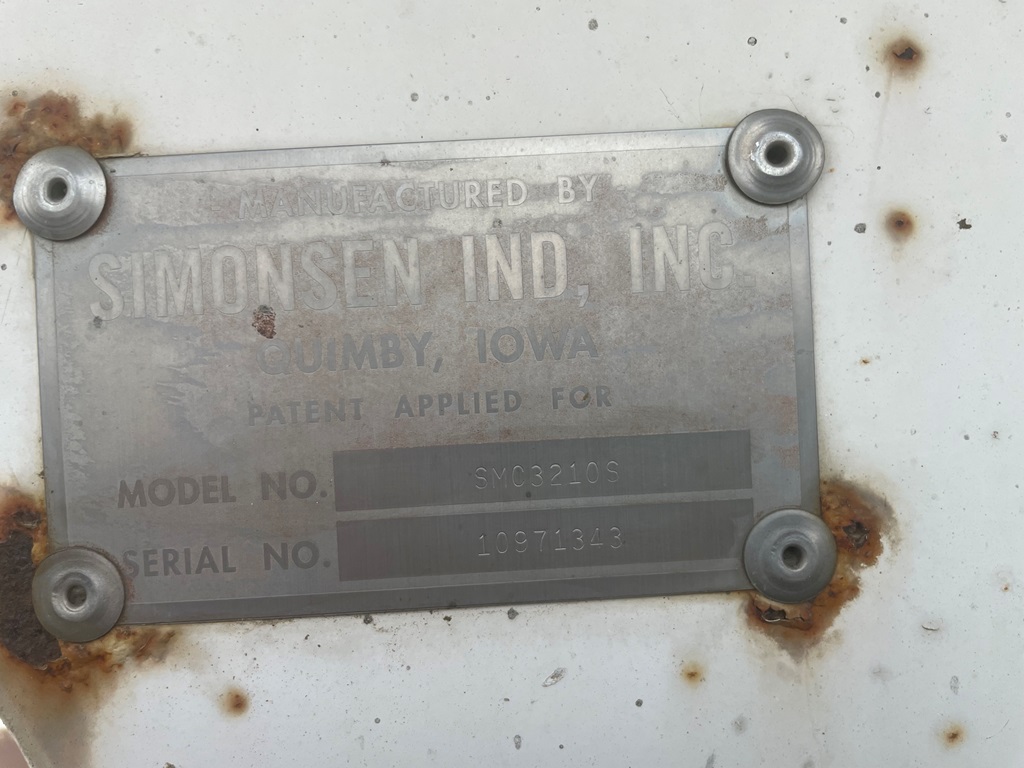 MANUFACTURED BY
SIMONSEN IND, INC
QUIMBY, IOWA
PATENT APPLIED FOR
MODEL NO. SMC3210S
SERIAL NO. 10971343